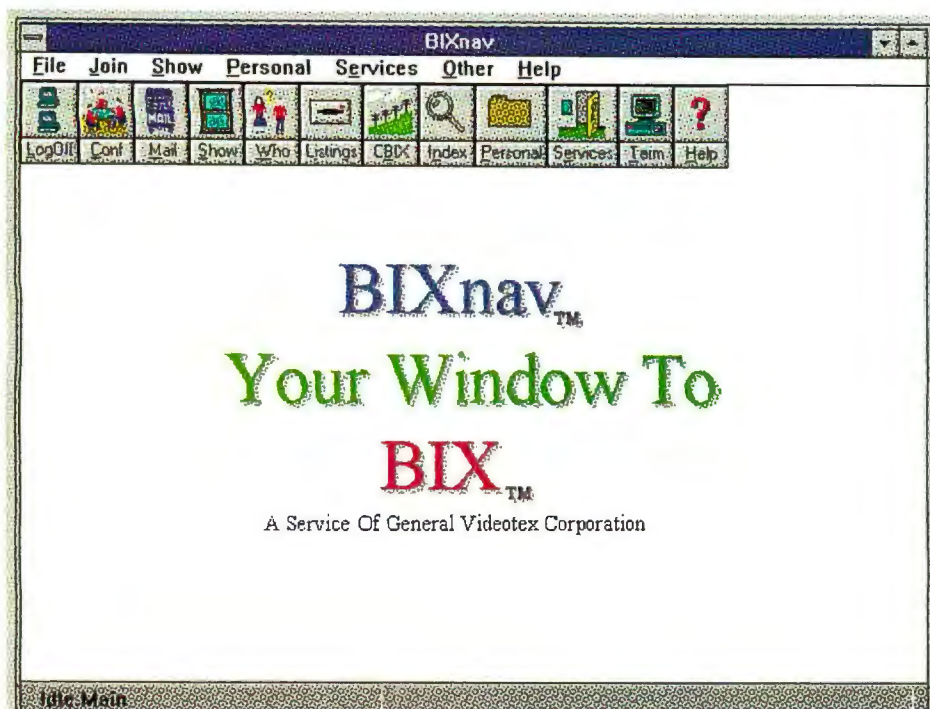 BIXnav
File Join Show Personal Services Other Help
MAIL
LogOff Conf Mail Show Who Listings CBIX Index Personal Services Term Help
BIXnav TM
Your Window To
BIX TM
A Service Of General Videotex Corporation
Idle:Main